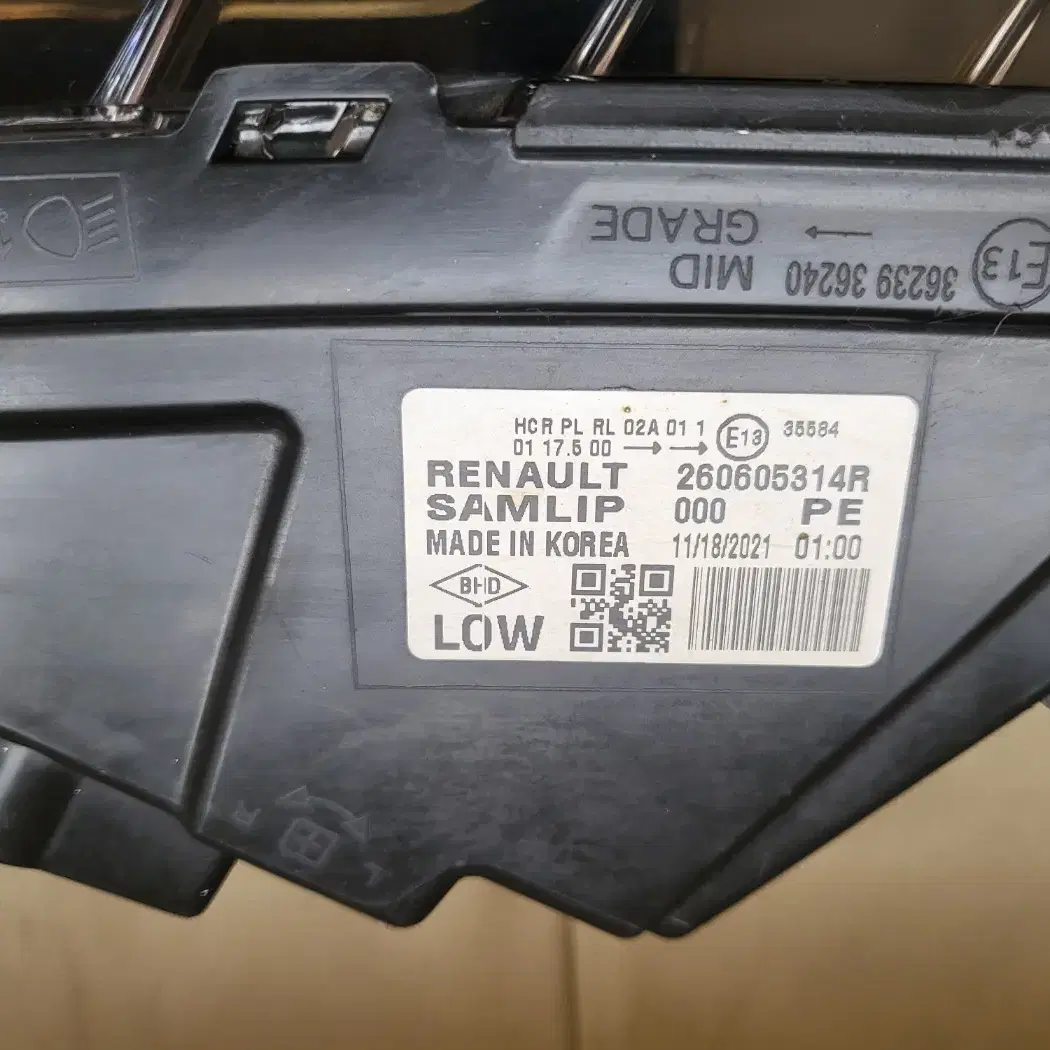 GRADE
MID 36239 36240 E13
HCR PL RL 02A 01 1 E13 35584
01 17.5 00
RENAULT 260605314R
SAMLIP 000 PE
MADE IN KOREA 11/18/2021 01:00
BHD
LOW
R
L